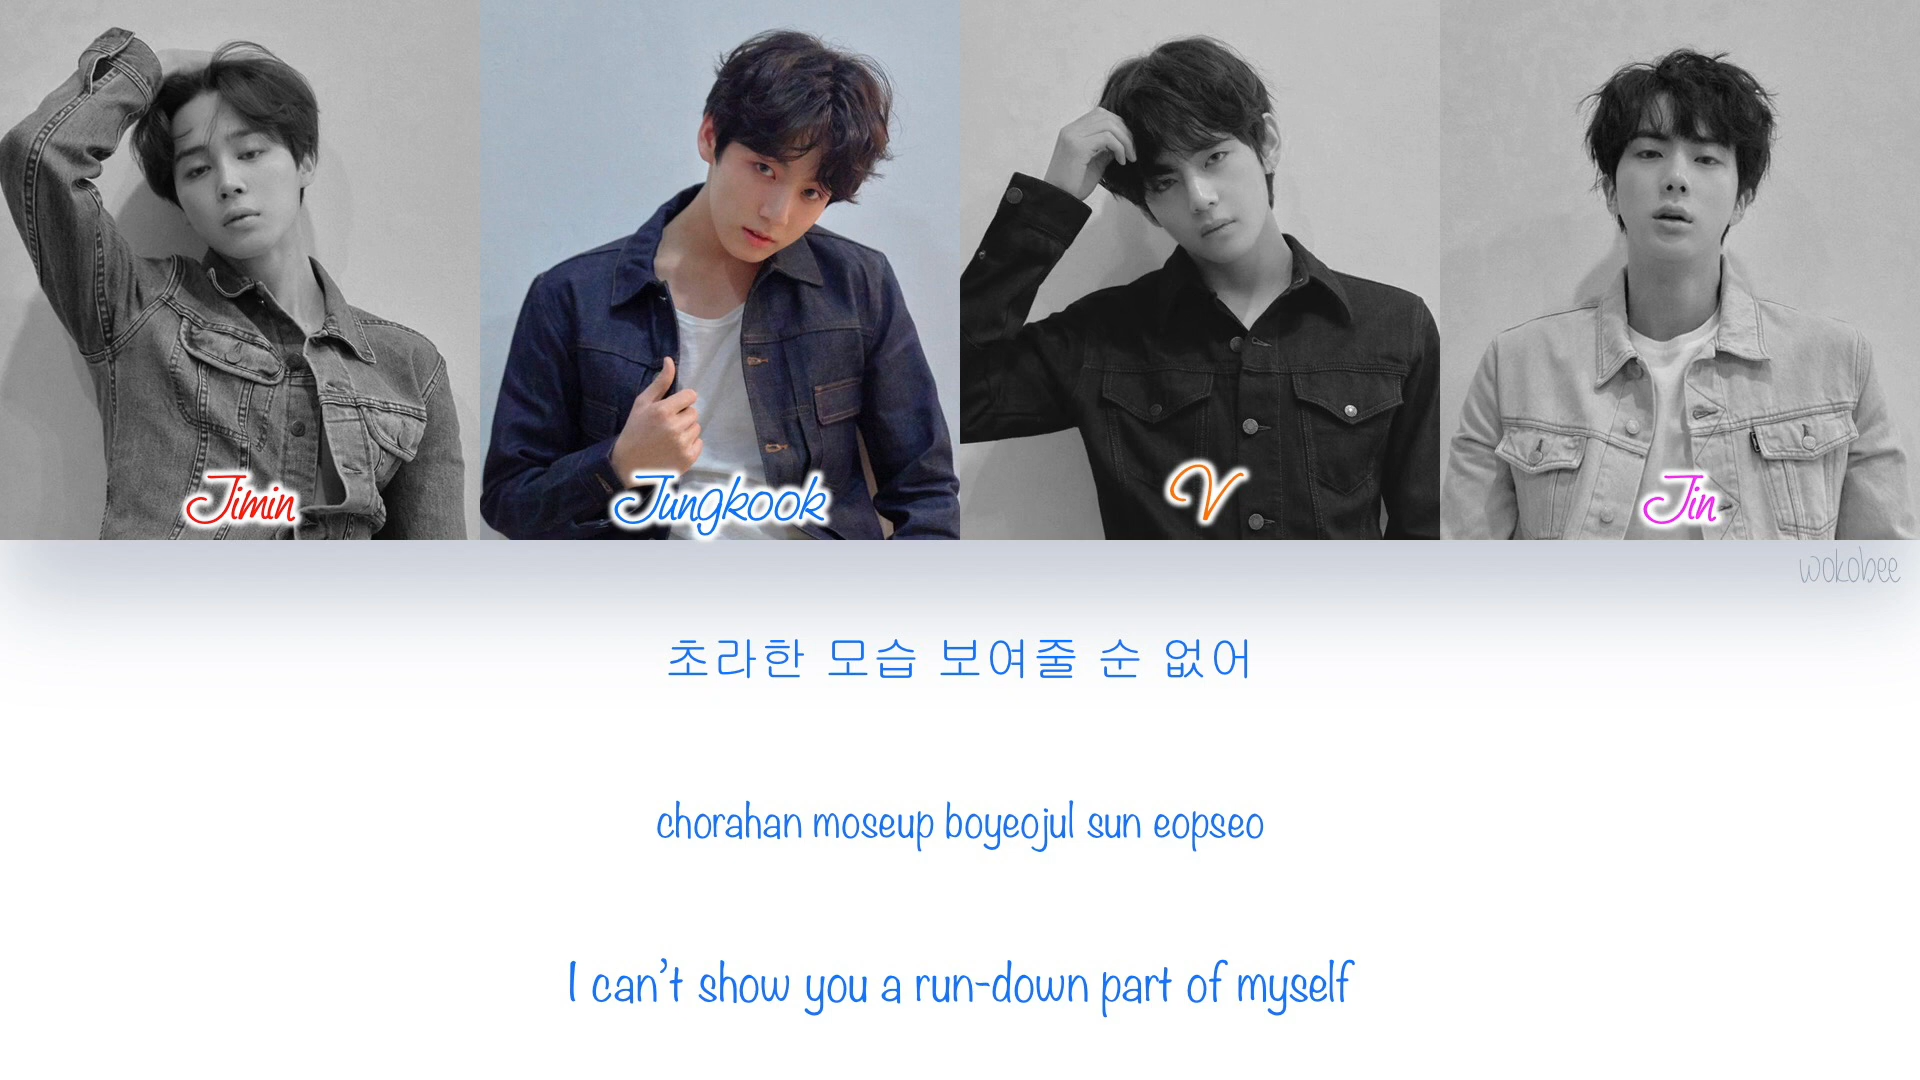 Jimin
Jungkook
V
Jin
wokobee
초라한 모습 보여줄 순 없어
chorahan moseup boyeojul sun eopseo
I can't show you a run-down part of myself